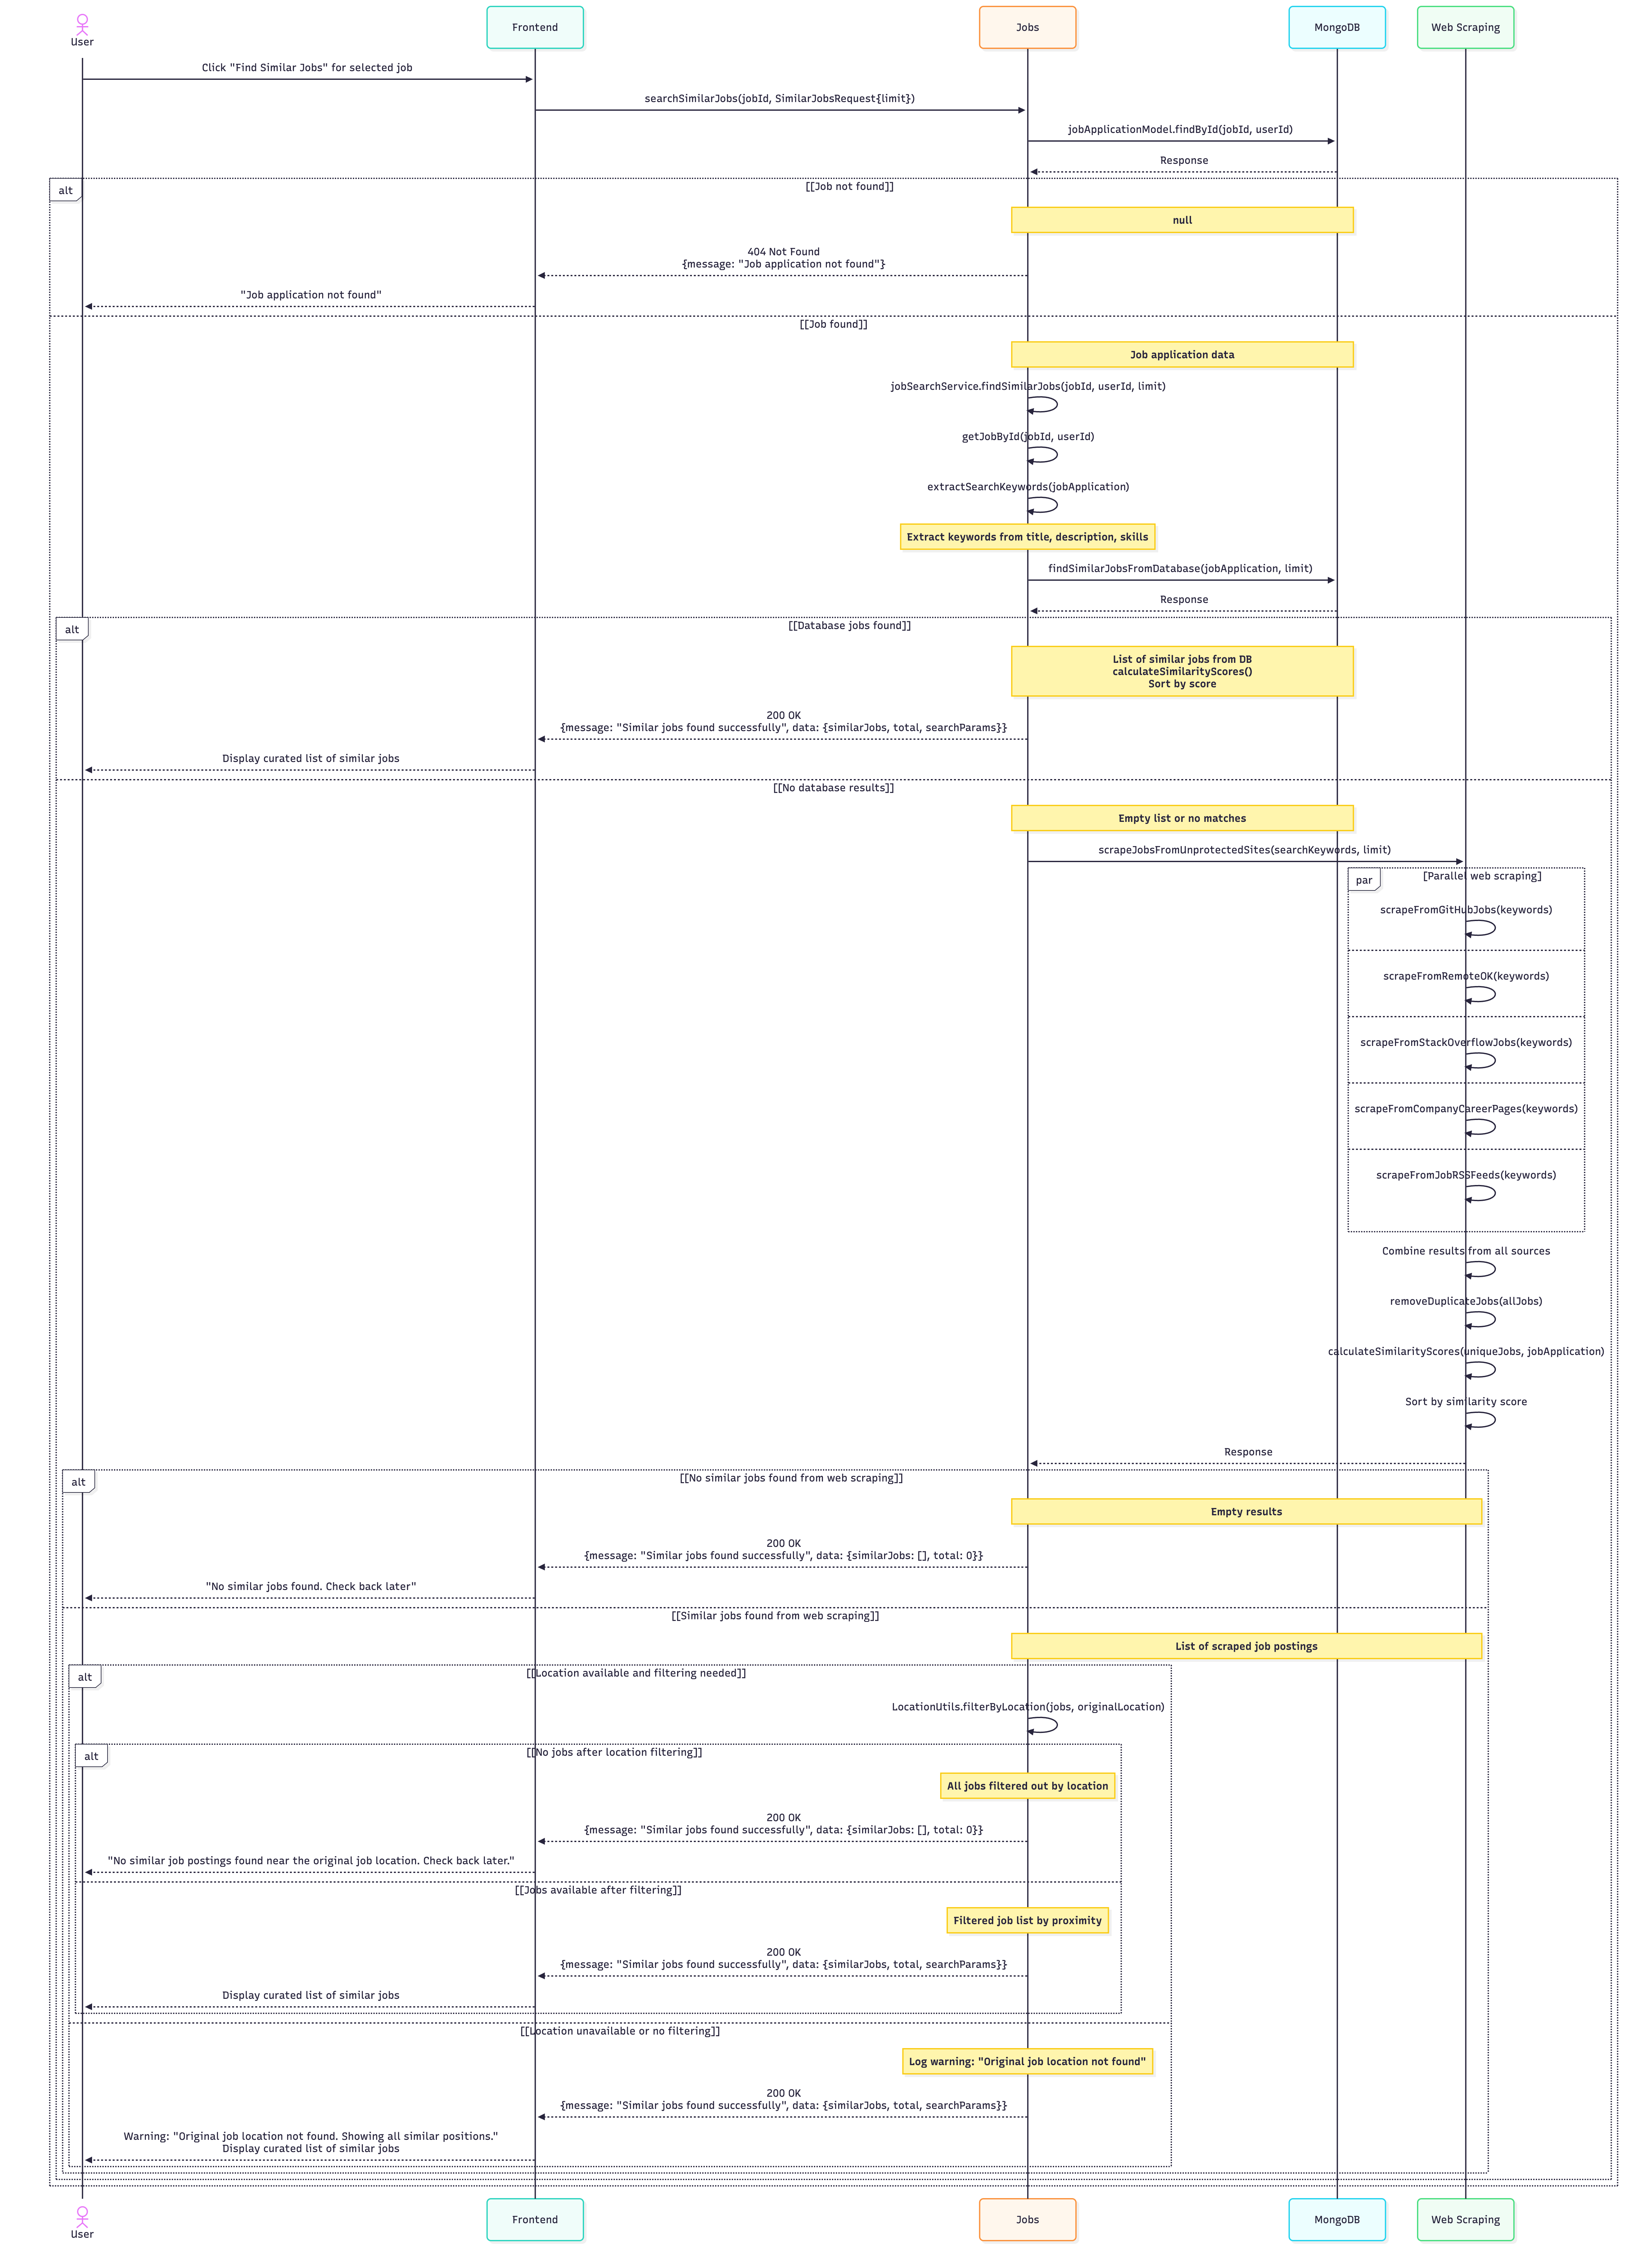 User
Frontend
Jobs
MongoDB
Web Scraping
Click "Find Similar Jobs" for selected job
searchSimilarJobs(jobId, SimilarJobsRequest{limit})
jobApplicationModel.findById(jobId, userId)
Response
alt
[[Job not found]]
null
404 Not Found
{message: "Job application not found"}
"Job application not found"
[[Job found]]
Job application data
jobSearchService.findSimilarJobs(jobId, userId, limit)
getJobById(jobId, userId)
extractSearchKeywords(jobApplication)
Extract keywords from title, description, skills
findSimilarJobsFromDatabase(jobApplication, limit)
Response
alt
[[Database jobs found]]
List of similar jobs from DB
calculateSimilarityScores()
Sort by score
200 OK
{message: "Similar jobs found successfully", data: {similarJobs, total, searchParams}}
Display curated list of similar jobs
[[No database results]]
Empty list or no matches
scrapeJobsFromUnprotectedSites(searchKeywords, limit)
par
[Parallel web scraping]
scrapeFromGitHubJobs(keywords)
scrapeFromRemoteOK(keywords)
scrapeFromStackOverflowJobs(keywords)
scrapeFromCompanyCareerPages(keywords)
scrapeFromJobRSSFeeds(keywords)
Combine results from all sources
removeDuplicateJobs(allJobs)
calculateSimilarityScores(uniqueJobs, jobApplication)
Sort by similarity score
Response
alt
[[No similar jobs found from web scraping]]
Empty results
200 OK
{message: "Similar jobs found successfully", data: {similarJobs: [], total: 0}}
"No similar jobs found. Check back later"
[[Similar jobs found from web scraping]]
List of scraped job postings
alt
[[Location available and filtering needed]]
LocationUtils.filterByLocation(jobs, originalLocation)
alt
[[No jobs after location filtering]]
All jobs filtered out by location
200 OK
{message: "Similar jobs found successfully", data: {similarJobs: [], total: 0}}
"No similar job postings found near the original job location. Check back later."
[[Jobs available after filtering]]
Filtered job list by proximity
200 OK
{message: "Similar jobs found successfully", data: {similarJobs, total, searchParams}}
Display curated list of similar jobs
[[Location unavailable or no filtering]]
Log warning: "Original job location not found"
200 OK
{message: "Similar jobs found successfully", data: {similarJobs, total, searchParams}}
Warning: "Original job location not found. Showing all similar positions."
Display curated list of similar jobs
User
Frontend
Jobs
MongoDB
Web Scraping